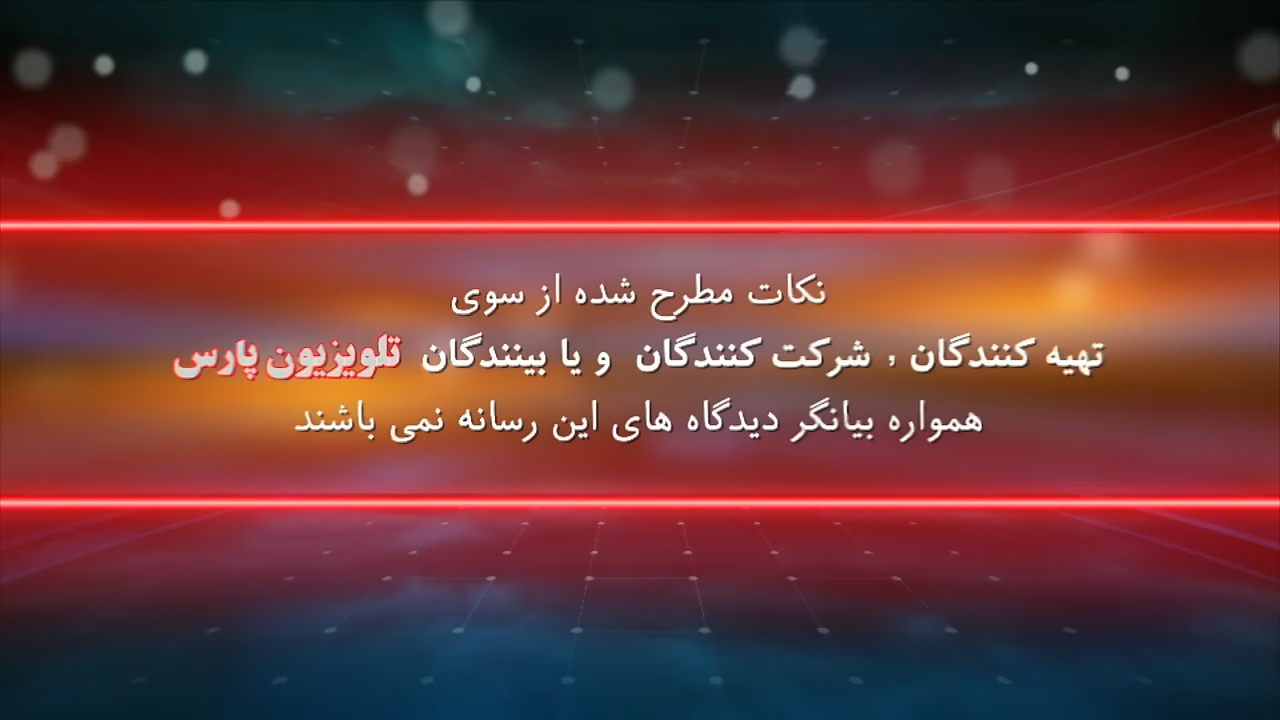 نکات مطرح شده از سوی
تهیه کنندگان , شرکت کنندگان و یا بینندگان تلویزیون پارس
همواره بیانگر دیدگاه های این رسانه نمی باشند